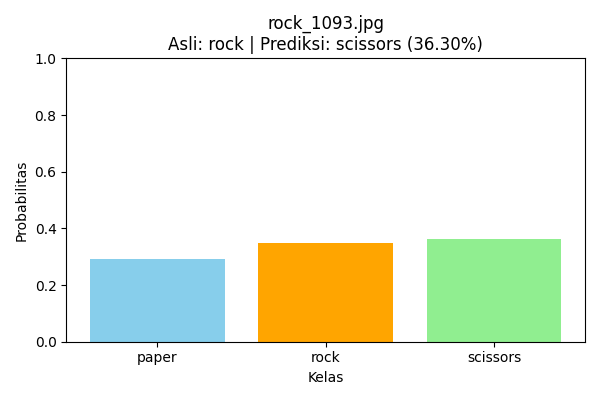 rock_1093.jpg
Asli: rock | Prediksi: scissors (36.30%)
1.0
0.8
0.6
0.4
0.2
0.0
Probabilitas
paper rock scissors
Kelas